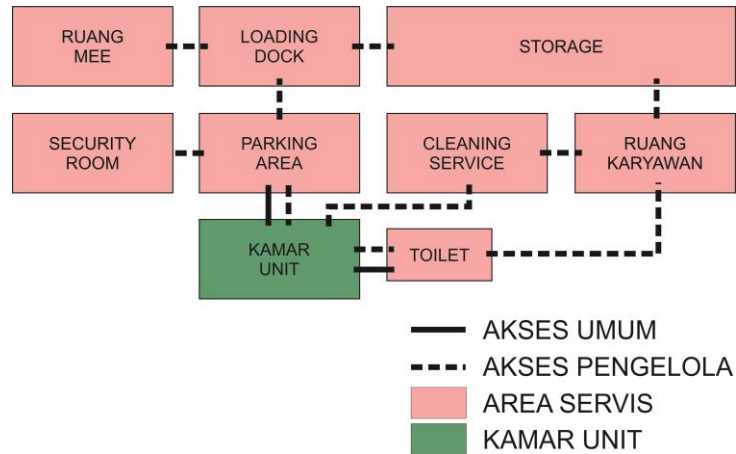 RUANG
MEE
LOADING
DOCK
STORAGE
SECURITY
ROOM
PARKING
AREA
CLEANING
SERVICE
RUANG
KARYAWAN
KAMAR
UNIT
TOILET
AKSES UMUM
AKSES PENGELOLA
AREA SERVIS
KAMAR UNIT